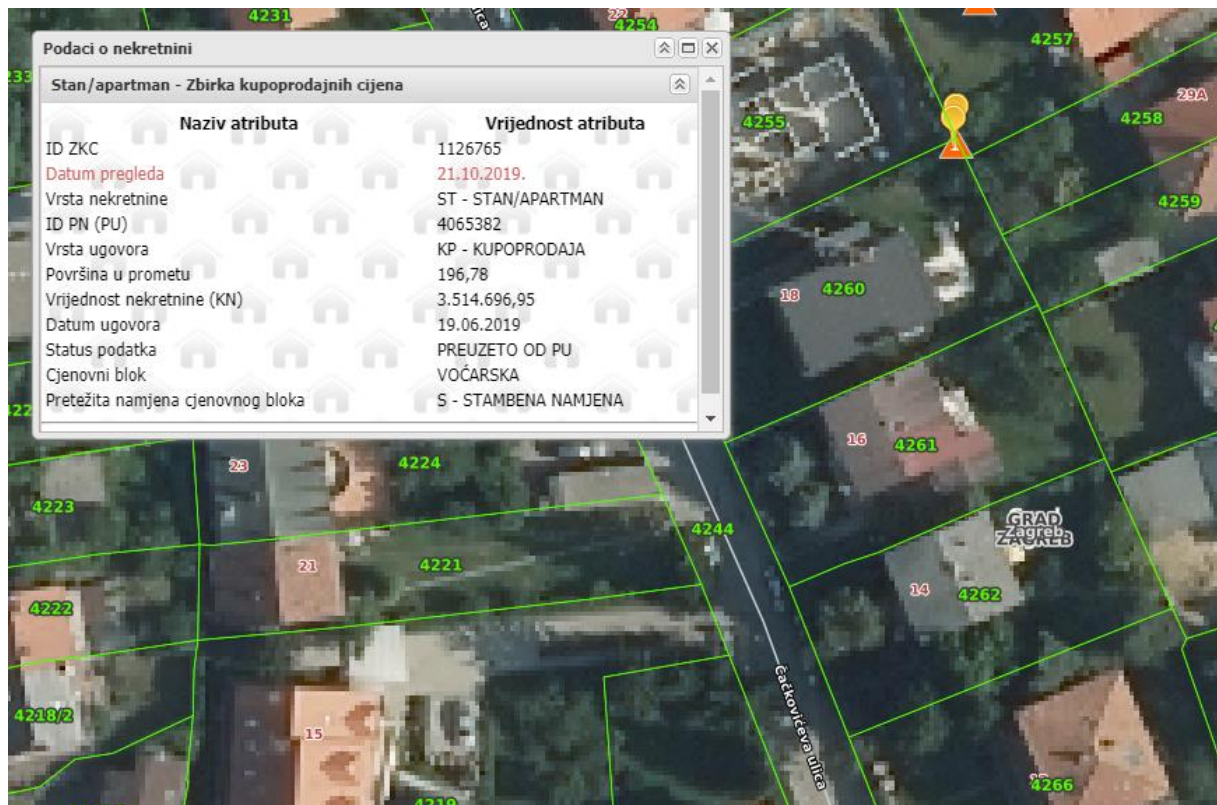 4231
22
4254
4257
Podaci o nekretnini
Stan/apartman - Zbirka kupoprodajnih cijena
29A
Naziv atributa Vrijednost atributa
4255
4258
ID ZKC 1126765
Datum pregleda 21.10.2019.
Vrsta nekretnine ST - STAN/APARTMAN
4259
ID PN (PU) 4065382
Vrsta ugovora KP - KUPOPRODAJA
Površina u prometu 196,78
18 4260
Vrijednost nekretnine (KN) 3.514.696,95
Datum ugovora 19.06.2019
Status podatka PREUZETO OD PU
Cjenovni blok VOĆARSKA
Pretežita namjena cjenovnog bloka S - STAMBENA NAMJENA
16 4261
23
4224
4223
GRAD
Zagreb
ZAGREB
4244
21
4221
14
4262
4222
Čačkovićeva ulica
4218/2
15
4266
4219